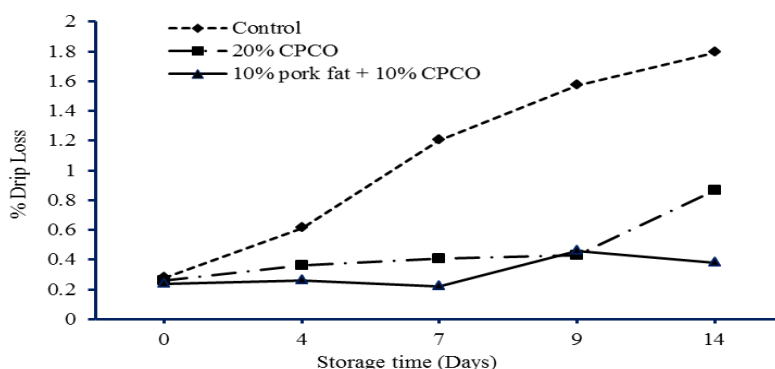 Control
20% CPCO
10% pork fat + 10% CPCO
% Drip Loss
2
1.8
1.6
1.4
1.2
1
0.8
0.6
0.4
0.2
0
0 4 7 9 14
Storage time (Days)